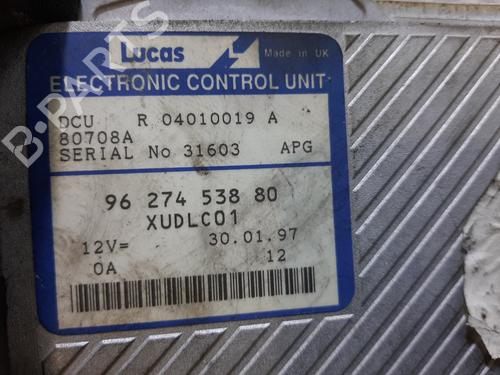 Lucas
Made in UK
ELECTRONIC CONTROL UNIT
DCU R 04010019 A
80708A
SERIAL No 31603 APG
96 274 538 80
XUDLC01
12V= 30.01.97
0A 12
B-PARTS